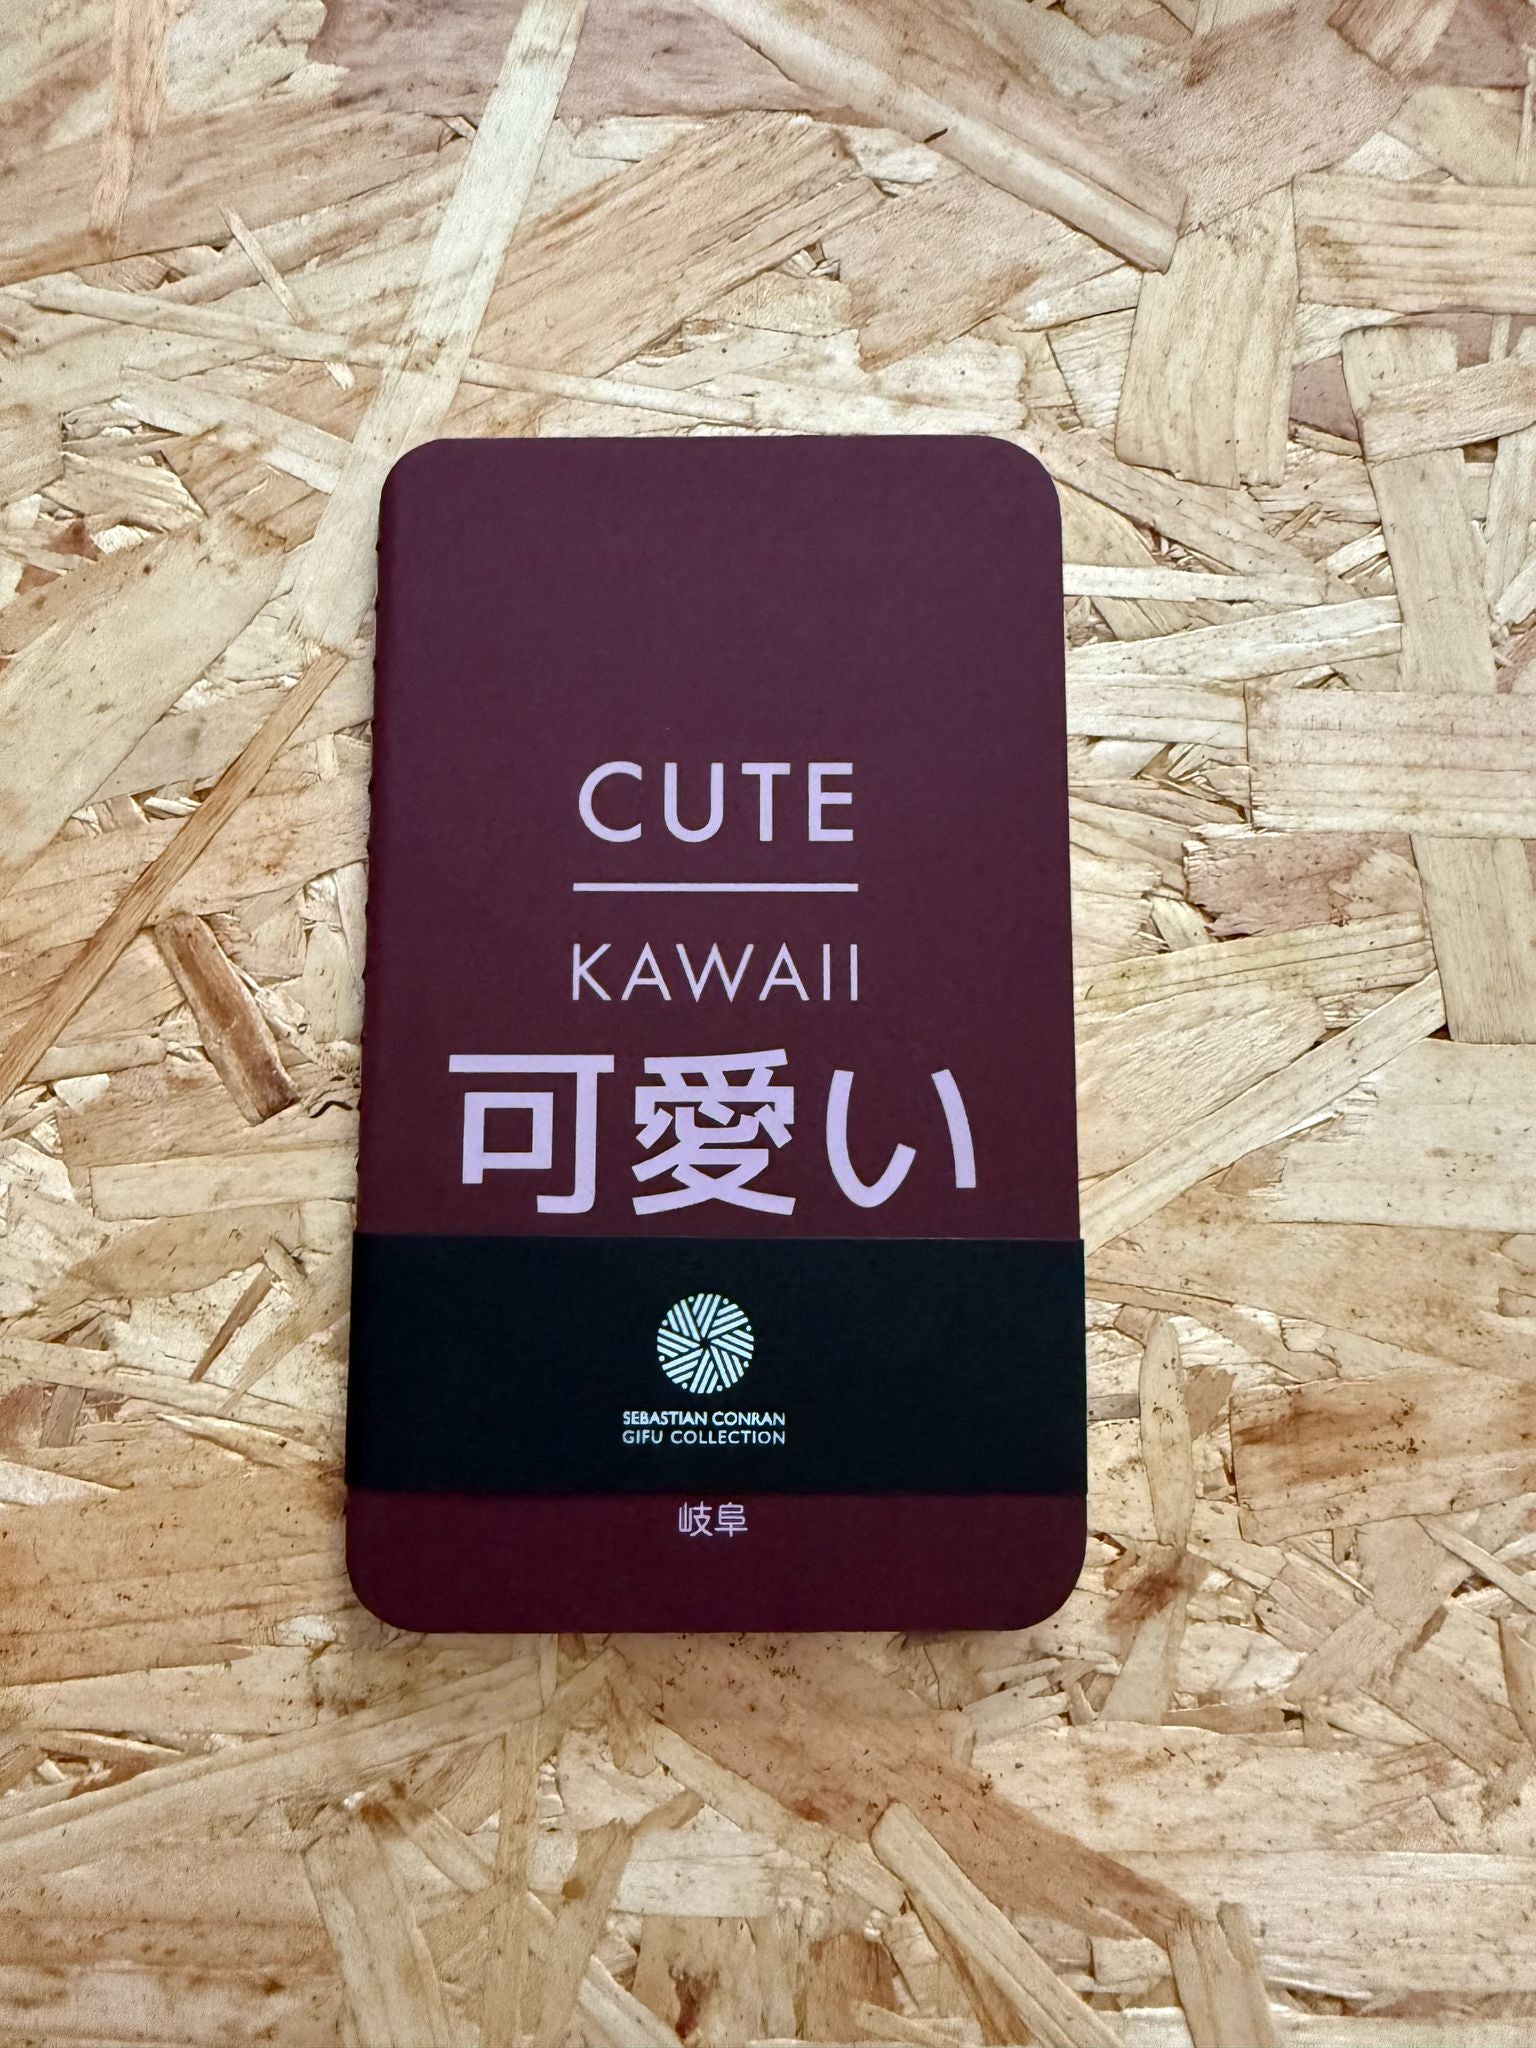 CUTE
KAWAII
可愛い
SEBASTIAN CONRAN
GIFU COLLECTION
岐阜